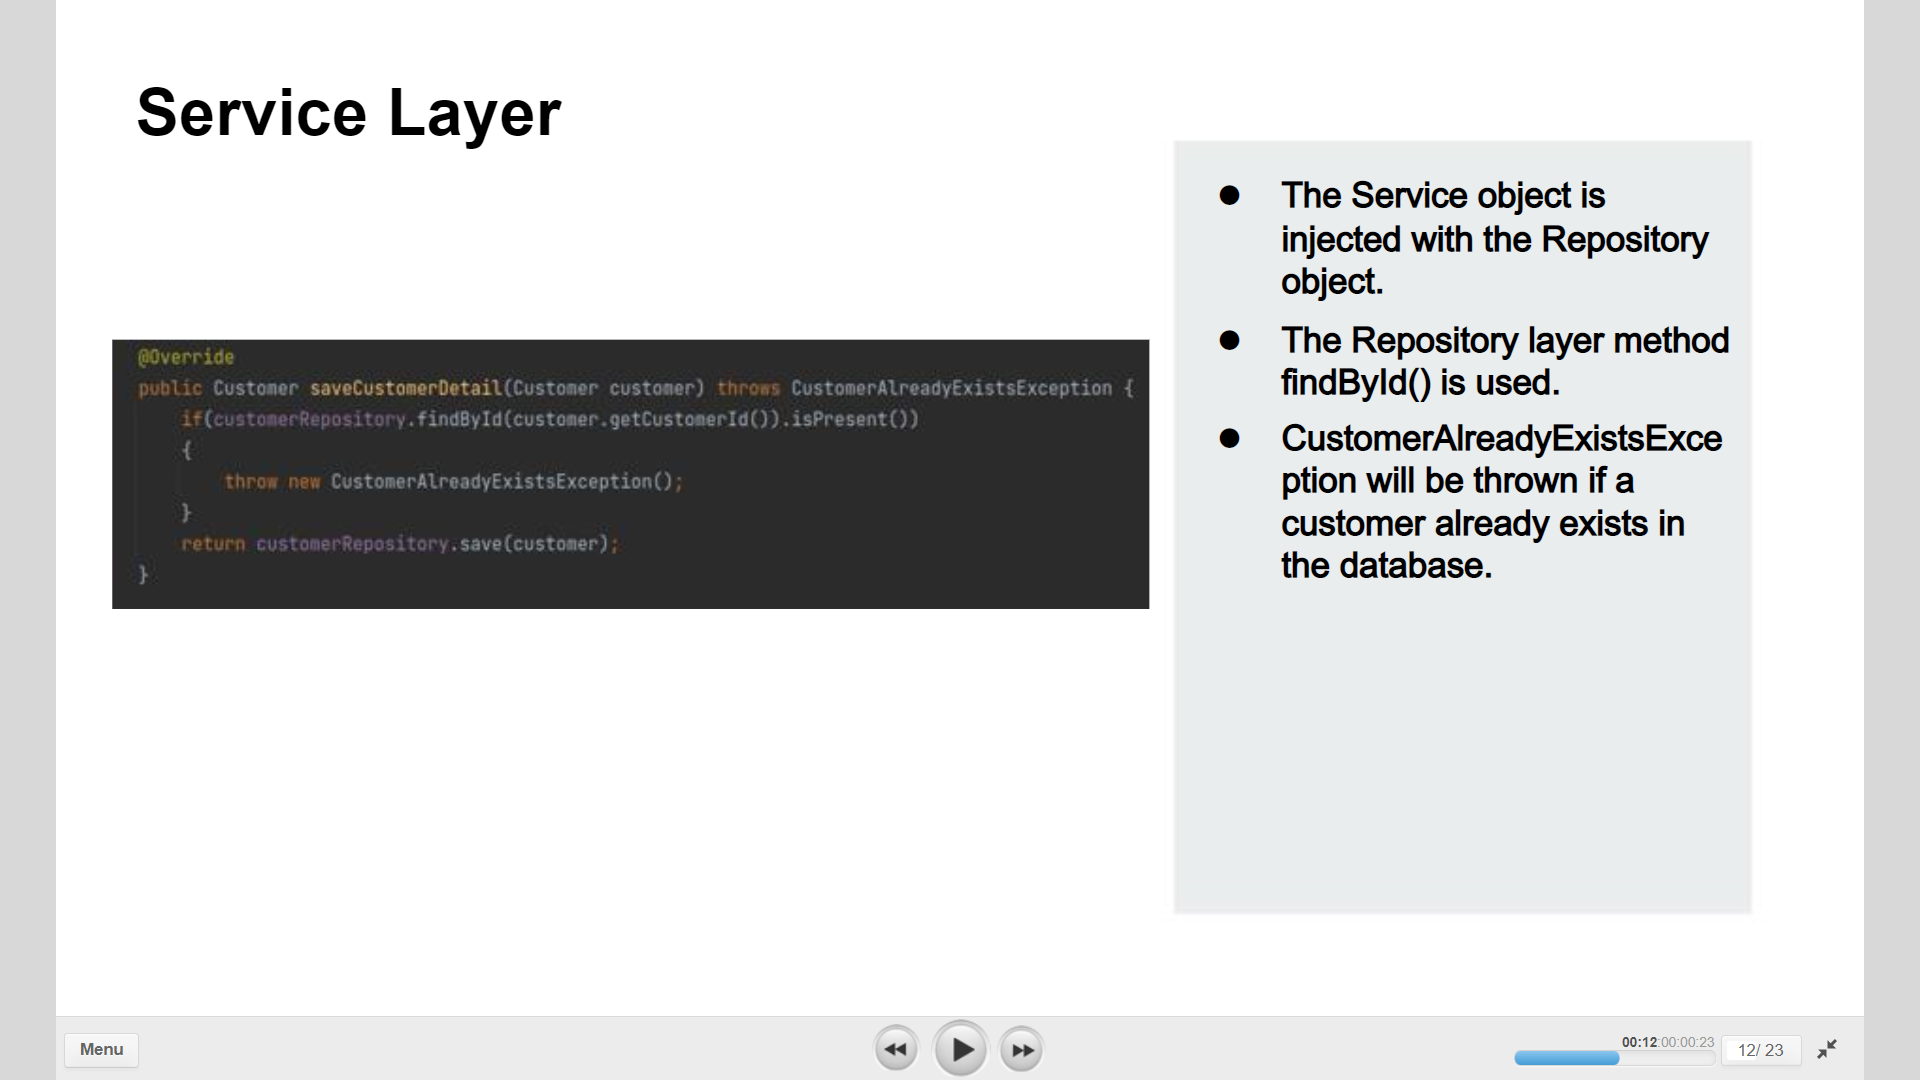 Service Layer
@Override
public Customer saveCustomerDetail(Customer customer) throws CustomerAlreadyExistsException {
if(customerRepository.findById(customer.getCustomerId()).isPresent())
{
throw new CustomerAlreadyExistsException();
}
return customerRepository.save(customer);
}
● The Service object is
injected with the Repository
object.
● The Repository layer method
findById() is used.
● CustomerAlreadyExistsExce
ption will be thrown if a
customer already exists in
the database.
Menu
00:12:00:00:23
12/ 23